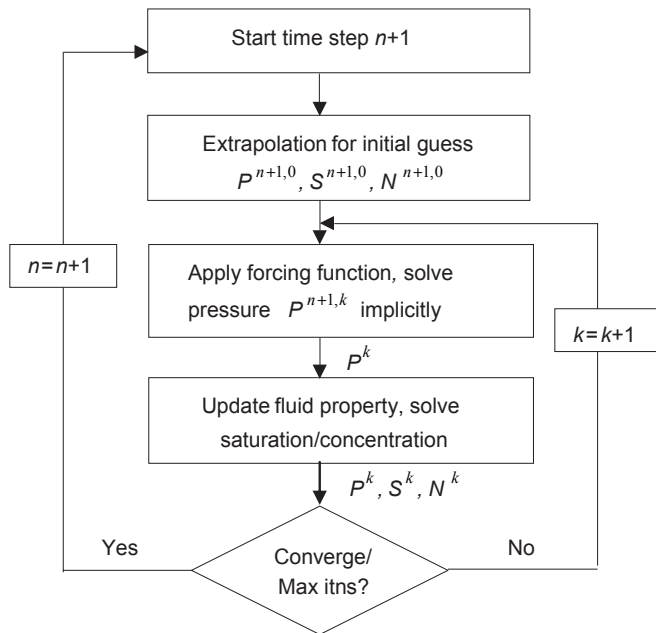 Start time step n+1
Extrapolation for initial guess
P^{n+1,0}, S^{n+1,0}, N^{n+1,0}
n=n+1
Apply forcing function, solve
pressure P^{n+1,k} implicitly
k=k+1
P^k
Update fluid property, solve
saturation/concentration
P^k, S^k, N^k
Yes
Converge/
Max itns?
No